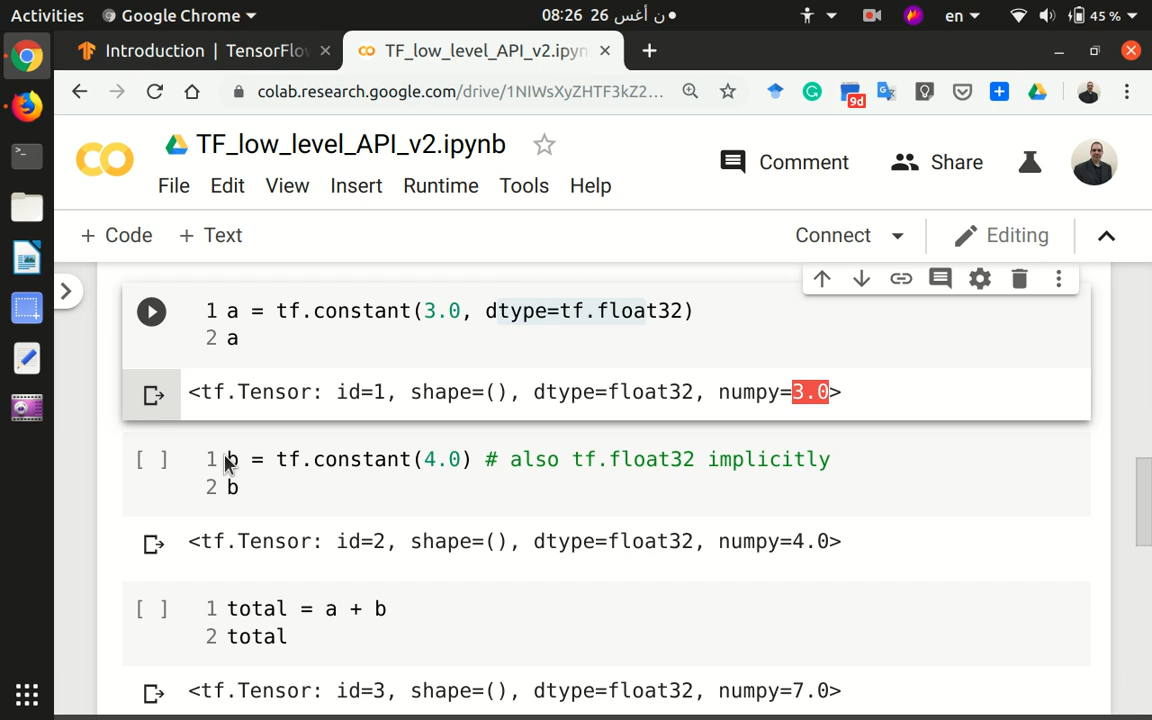 Activities Google Chrome ▾ 08:26 26 ن أغس● en ▾ 45 % ▾
Introduction | TensorFlo × TF_low_level_API_v2.ipyn × +
colab.research.google.com/drive/1NIWsXyZHTF3kZ2... 9d
TF_low_level_API_v2.ipynb
Comment Share
File Edit View Insert Runtime Tools Help
+ Code + Text Connect ▾ Editing
1 a = tf.constant(3.0, dtype=tf.float32)
2 a
<tf.Tensor: id=1, shape=(), dtype=float32, numpy=3.0>
[ ] 1 b = tf.constant(4.0) # also tf.float32 implicitly
2 b
<tf.Tensor: id=2, shape=(), dtype=float32, numpy=4.0>
[ ] 1 total = a + b
2 total
<tf.Tensor: id=3, shape=(), dtype=float32, numpy=7.0>